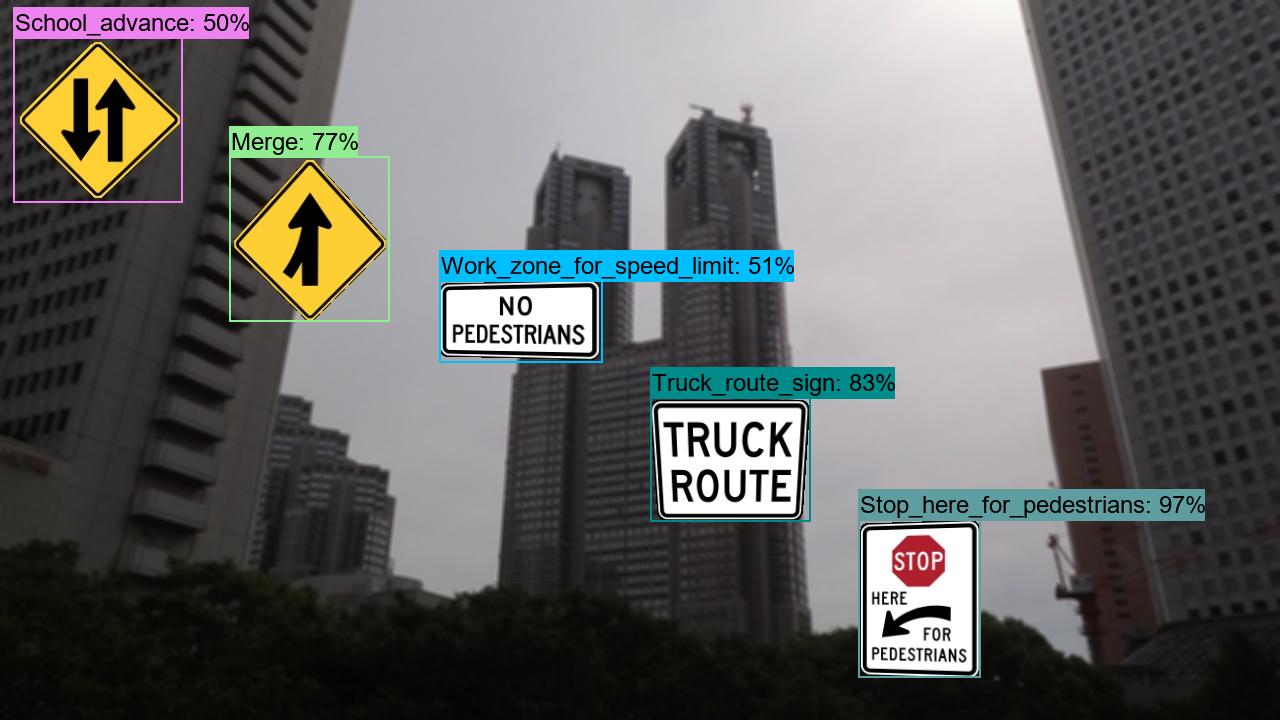 School_advance: 50%
Merge: 77%
Work_zone_for_speed_limit: 51%
NO
PEDESTRIANS
Truck_route_sign: 83%
TRUCK
ROUTE
Stop_here_for_pedestrians: 97%
STOP
HERE
FOR
PEDESTRIANS